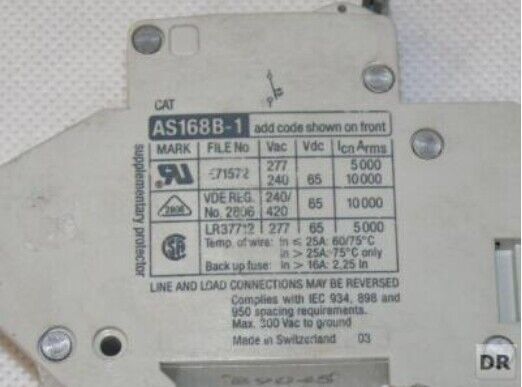 CAT
AS168B-1 add code shown on front
MARK FILE No Vac Vdc Icn Arms
277 5000
240 65 10000
VDE REG. 240/
2806 No. 2806 420 65 10000
LR37712 277 65 5000
Temp. of wire: In ≤ 25A: 60/75°C
In > 25A: 75°C only
Back up fuse: In > 16A: 2,25 In
supplementary protector
LINE AND LOAD CONNECTIONS MAY BE REVERSED
Complies with IEC 934, 898 and
950 spacing requirements.
Max. 300 Vac to ground
Made in Switzerland 03
DR